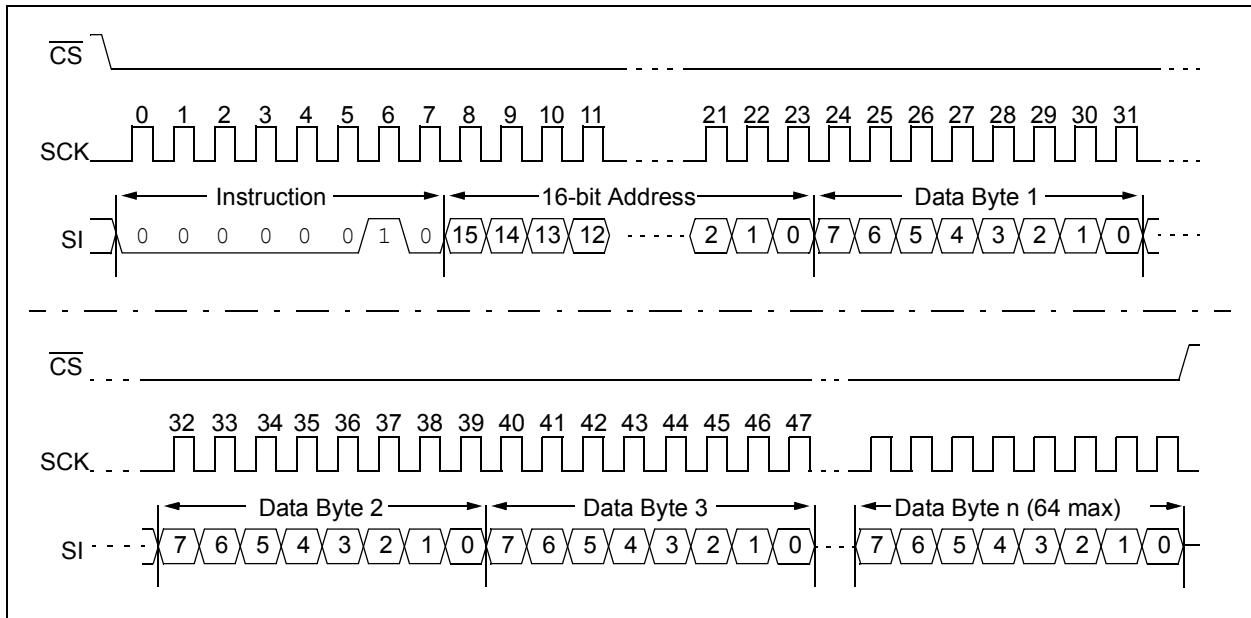 CS
0 1 2 3 4 5 6 7 8 9 10 11 21 22 23 24 25 26 27 28 29 30 31
SCK
Instruction 16-bit Address Data Byte 1
SI 0 0 0 0 0 0 1 0 15 14 13 12 2 1 0 7 6 5 4 3 2 1 0
CS
32 33 34 35 36 37 38 39 40 41 42 43 44 45 46 47
SCK
Data Byte 2 Data Byte 3 Data Byte n (64 max)
SI 7 6 5 4 3 2 1 0 7 6 5 4 3 2 1 0 7 6 5 4 3 2 1 0